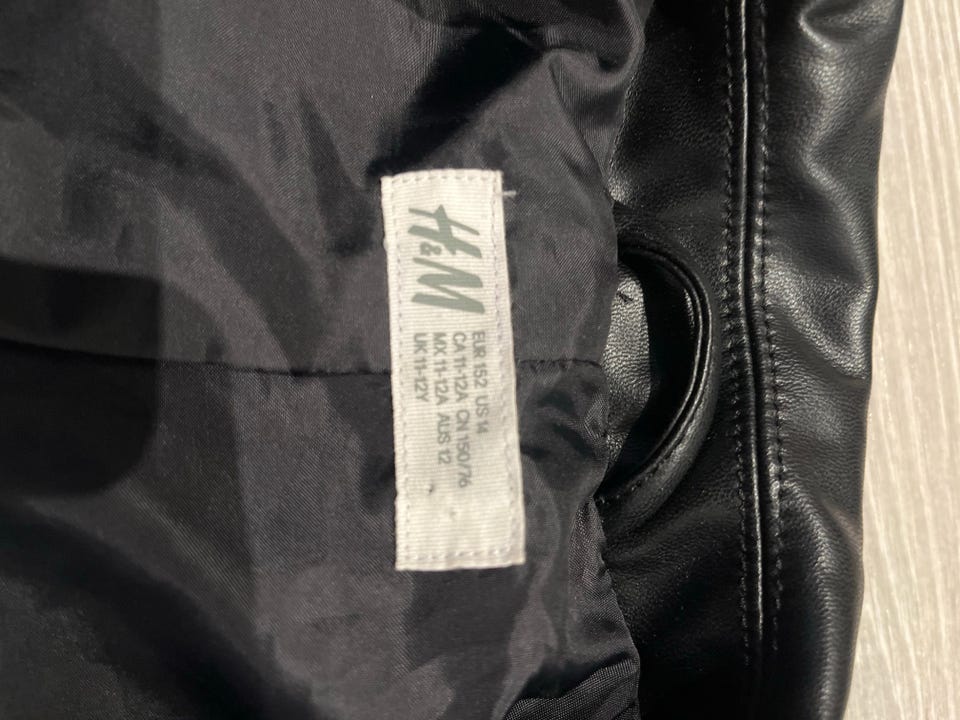 H&M
EUR 152 US 14
CA 11-12A CN 150/76
MX 11-12A AUS 12
UK 11-12Y